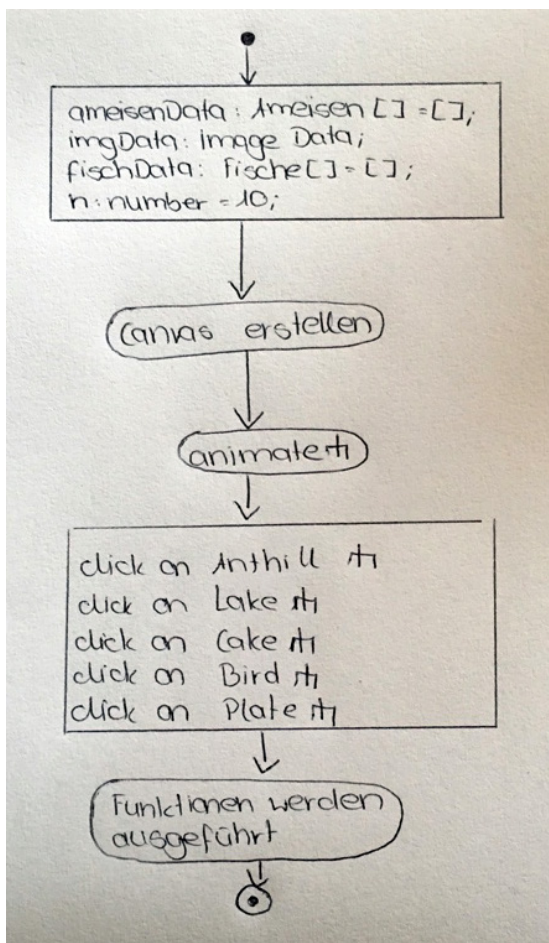 ameisenData: Ameisen[]=[];
imgData: Image Data;
fischData: Fische[]=[];
n:number=10;
Canvas erstellen
animate
click on Anthill
click on Lake
click on Cake
click on Bird
click on Plate
Funktionen werden
ausgeführt